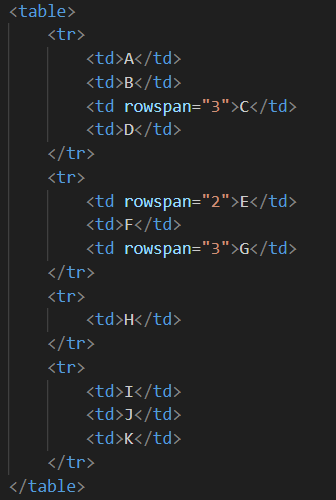 <table>
<tr>
<td>A</td>
<td>B</td>
<td rowspan="3">C</td>
<td>D</td>
</tr>
<tr>
<td rowspan="2">E</td>
<td>F</td>
<td rowspan="3">G</td>
</tr>
<tr>
<td>H</td>
</tr>
<tr>
<td>I</td>
<td>J</td>
<td>K</td>
</tr>
</table>